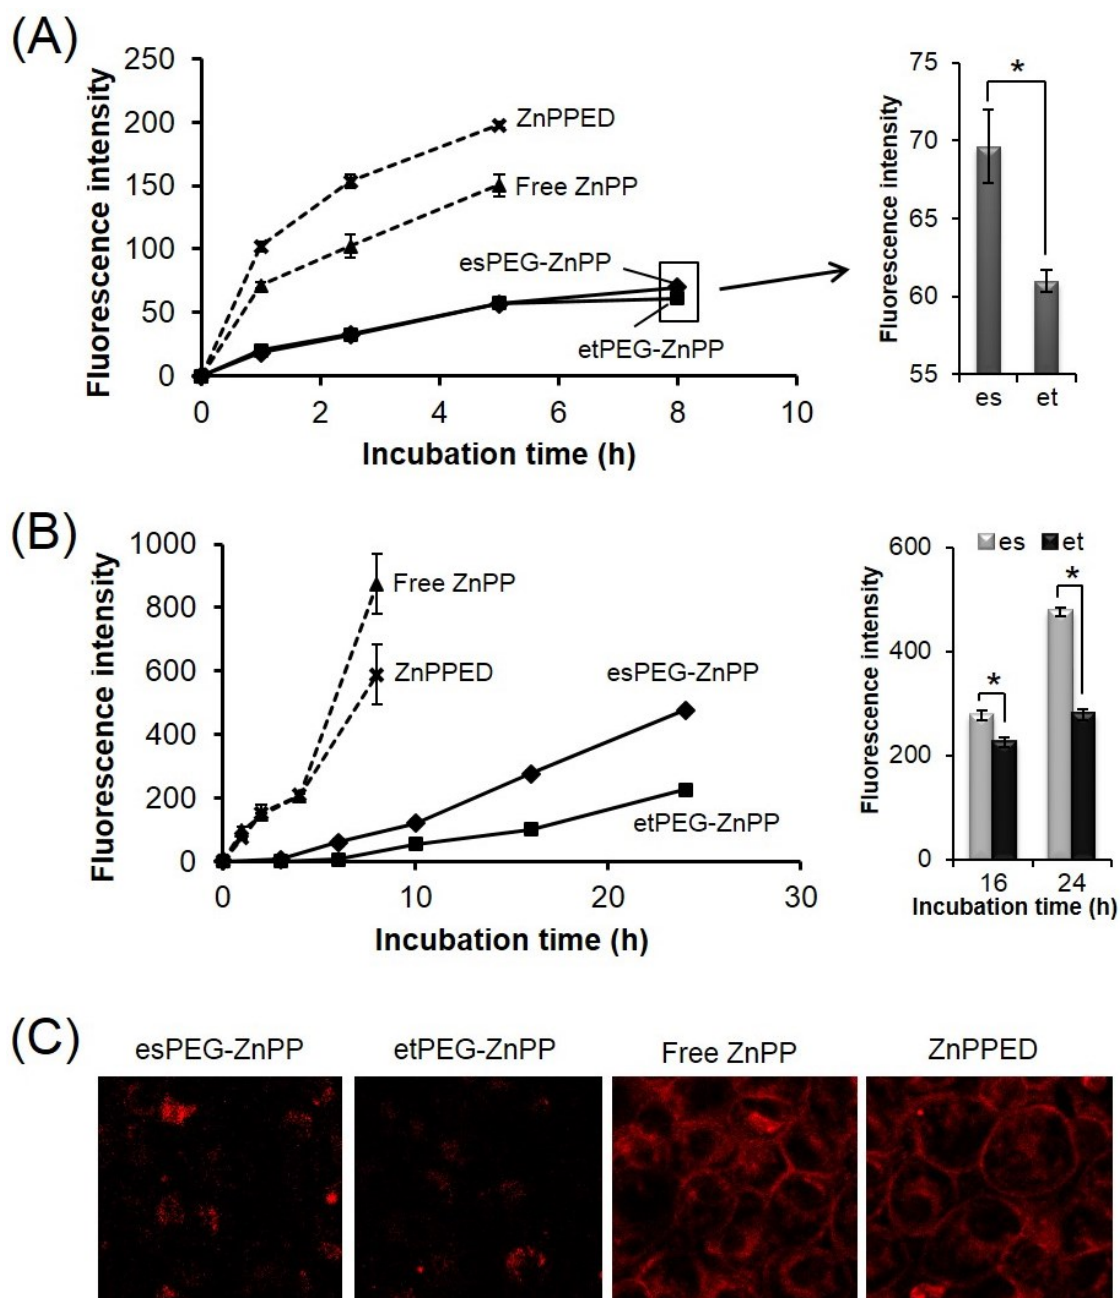 (A)
Fluorescence intensity
250
200
150
100
50
0
0 2 4 6 8 10
Incubation time (h)
ZnPPED
Free ZnPP
esPEG-ZnPP
etPEG-ZnPP
Fluorescence intensity
75
70
65
60
55
*
es et
(B)
Fluorescence intensity
1000
800
600
400
200
0
0 10 20 30
Incubation time (h)
Free ZnPP
ZnPPED
esPEG-ZnPP
etPEG-ZnPP
Fluorescence intensity
600
400
200
0
es et
*
*
16 24
Incubation time (h)
(C)
esPEG-ZnPP etPEG-ZnPP Free ZnPP ZnPPED